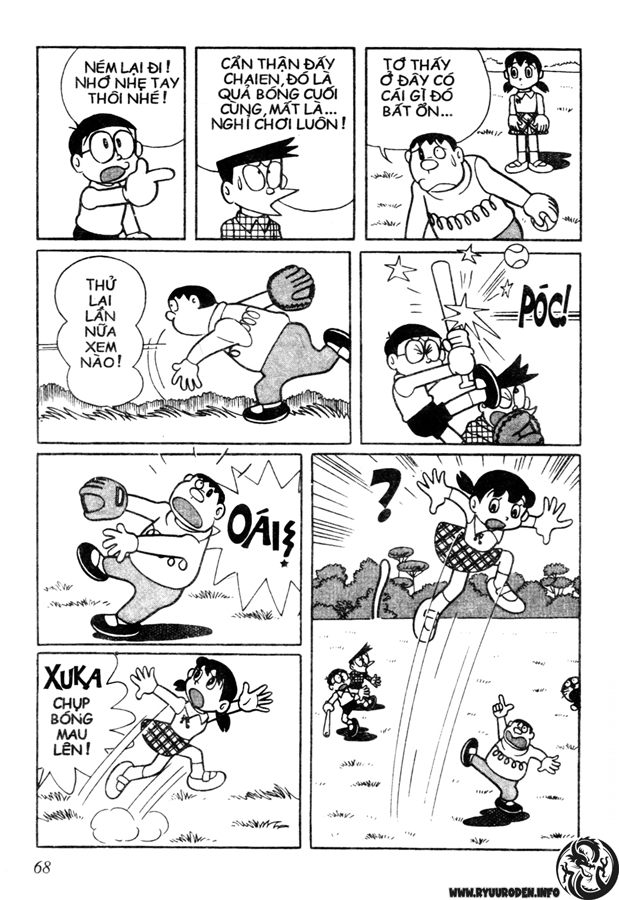 NÉM LẠI ĐI!
NHỚ NHẸ TAY
THÔI NHÉ!
CẨN THẬN ĐẤY
CHAIEN, ĐÓ LÀ
QUẢ BÓNG CUỐI
CÙNG, MẤT LÀ...
NGHỈ CHƠI LUÔN!
TỚ THẤY
Ở ĐÂY CÓ
CÁI GÌ ĐÓ
BẤT ỔN...
THỬ
LẠI
LẦN
NỮA
XEM
NÀO!
PÓC!
OÁI
?
XUKA
CHỤP
BÓNG
MAU
LÊN!
68
WWW.RYUURODEN.INFO